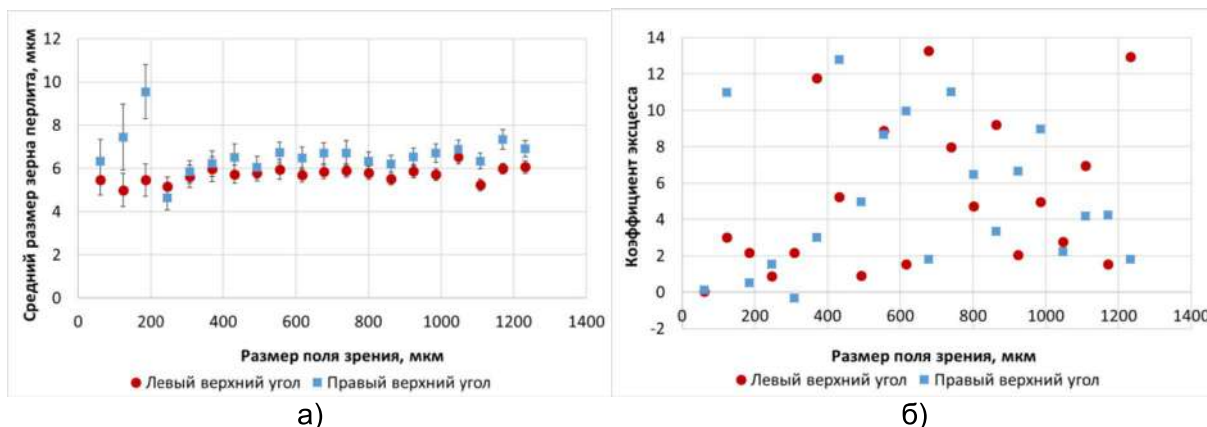 Средний размер зерна перлита, мкм
12
10
8
6
4
2
0
0 200 400 600 800 1000 1200 1400
Размер поля зрения, мкм
Левый верхний угол Правый верхний угол
а)
Коэффициент эксцесса
14
12
10
8
6
4
2
0
-2
0 200 400 600 800 1000 1200 1400
Размер поля зрения, мкм
Левый верхний угол Правый верхний угол
б)